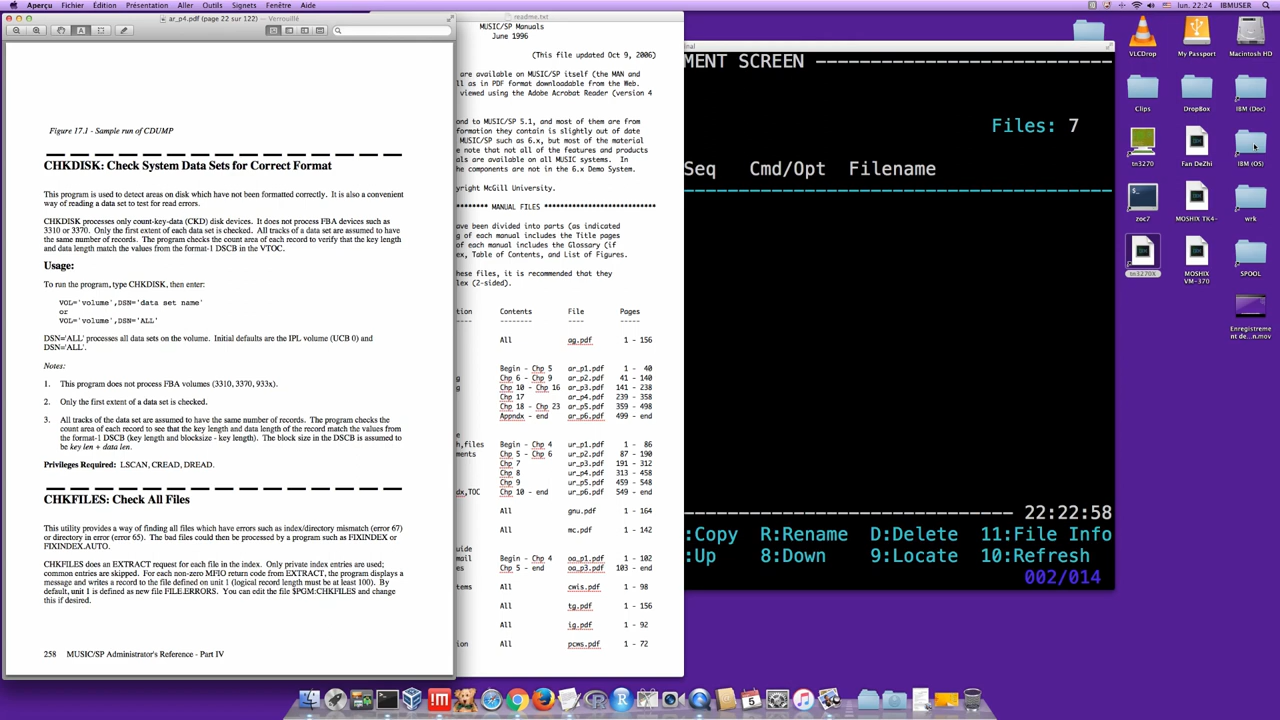 Aperçu Fichier Édition Présentation Aller Outils Signets Fenêtre Aide
lun. 22:24 IBMUSER
ar_p4.pdf (page 22 sur 122) Verrouillé
Figure 17.1 - Sample run of CDUMP
CHKDISK: Check System Data Sets for Correct Format
This program is used to detect areas on disk which have not been formatted correctly. It is also a convenient
way of reading a data set to test for read errors.
CHKDISK processes only count-key-data (CKD) disk devices. It does not process FBA devices such as
3310 or 3370. Only the first extent of each data set is checked. All tracks of the data set are assumed to have
the same number of records. The program checks the count area of each record to verify that the key length
and data length match the values from the format-1 DSCB in the VTOC.
Usage:
To run the program, type CHKDISK, then enter:
VOL='volume',DSN='data set name'
or
VOL='volume',DSN='ALL'
DSN='ALL' processes all data sets on the volume. Initial defaults are the IPL volume (UCB 0) and
DSN='ALL'.
Notes:
1. This program does not process FBA volumes (3310, 3370, 933x).
2. Only the first extent of a data set is checked.
3. All tracks of the data set are assumed to have the same number of records. The program checks the
count area of each record to see that the key length and data length of the record match the values from
the format-1 DSCB (key length and blocksize - key length). The block size in the DSCB is assumed to
be key len + data len.
Privileges Required: LSCAN, CREAD, DREAD.
CHKFILES: Check All Files
This utility provides a way of finding all files which have errors such as index/directory mismatch (error 67)
or directory in error (error 65). The bad files could then be processed by a program such as FIXINDEX or
FIXINDEX.AUTO.
CHKFILES does an EXTRACT request for each file in the index. Only private index entries are used;
common entries are skipped. For each non-zero MFIO return code from EXTRACT, the program displays a
message and writes a record to the file defined on unit 1 (logical record length must be at least 100). By
default, unit 1 is defined as new file FILE.ERRORS. You can edit the file $PGM:CHKFILES and change
this if desired.
258 MUSIC/SP Administrator's Reference - Part IV
readme.txt
MUSIC/SP Manuals
June 1996
(This file updated Oct 9, 2006)
are available on MUSIC/SP itself (the MAN and
ll as in PDF format downloadable from the Web.
viewed using the Adobe Acrobat Reader (version 4
ond to MUSIC/SP 5.1, and most of them are from
formation they contain is slightly out of date
MUSIC/SP such as 6.x, but most of the material
note that not all of the features and products
als are available on all MUSIC systems. In
he components are not in the 6.x Demo System.
yright McGill University.
******** MANUAL FILES ****************************
ave been divided into parts (as indicated
g of each manual includes the Title pages
of each manual includes the Glossary (if
ex, Table of Contents, and List of Figures.
hese files, it is recommended that they
lex (2-sided).
tion Contents File Pages
All ag.pdf 1 - 156
Begin - Chp 5 ar_p1.pdf 1 - 40
g Chp 6 - Chp 9 ar_p2.pdf 41 - 140
Chp 10 - Chp 16 ar_p3.pdf 141 - 238
Chp 17 ar_p4.pdf 239 - 358
Chp 18 - Chp 23 ar_p5.pdf 359 - 498
Appndx - end ar_p6.pdf 499 - end
e
h,files Begin - Chp 4 ur_p1.pdf 1 - 86
ments Chp 5 - Chp 6 ur_p2.pdf 87 - 190
Chp 7 ur_p3.pdf 191 - 312
Chp 8 ur_p4.pdf 313 - 458
Chp 9 ur_p5.pdf 459 - 548
dx,TOC Chp 10 - end ur_p6.pdf 549 - end
All gnu.pdf 1 - 164
All mc.pdf 1 - 142
uide
mail Begin - Chp 4 oa_p1.pdf 1 - 102
es Chp 5 - end oa_p3.pdf 103 - end
tems All cwis.pdf 1 - 98
All tg.pdf 1 - 156
All ig.pdf 1 - 92
ion All pcws.pdf 1 - 72
nal
MENT SCREEN
Files: 7
Seq Cmd/Opt Filename
22:22:58
:Copy R:Rename D:Delete 11:File Info
:Up 8:Down 9:Locate 10:Refresh
002/014
VLCDrop My Passport Macintosh HD
Clips DropBox IBM (Doc)
tn3270 Fan DeZhi IBM (OS)
zoc7 MOSHIX TK4- wrk
tn3270X MOSHIX VM-370 SPOOL
Enregistrement de...n.mov